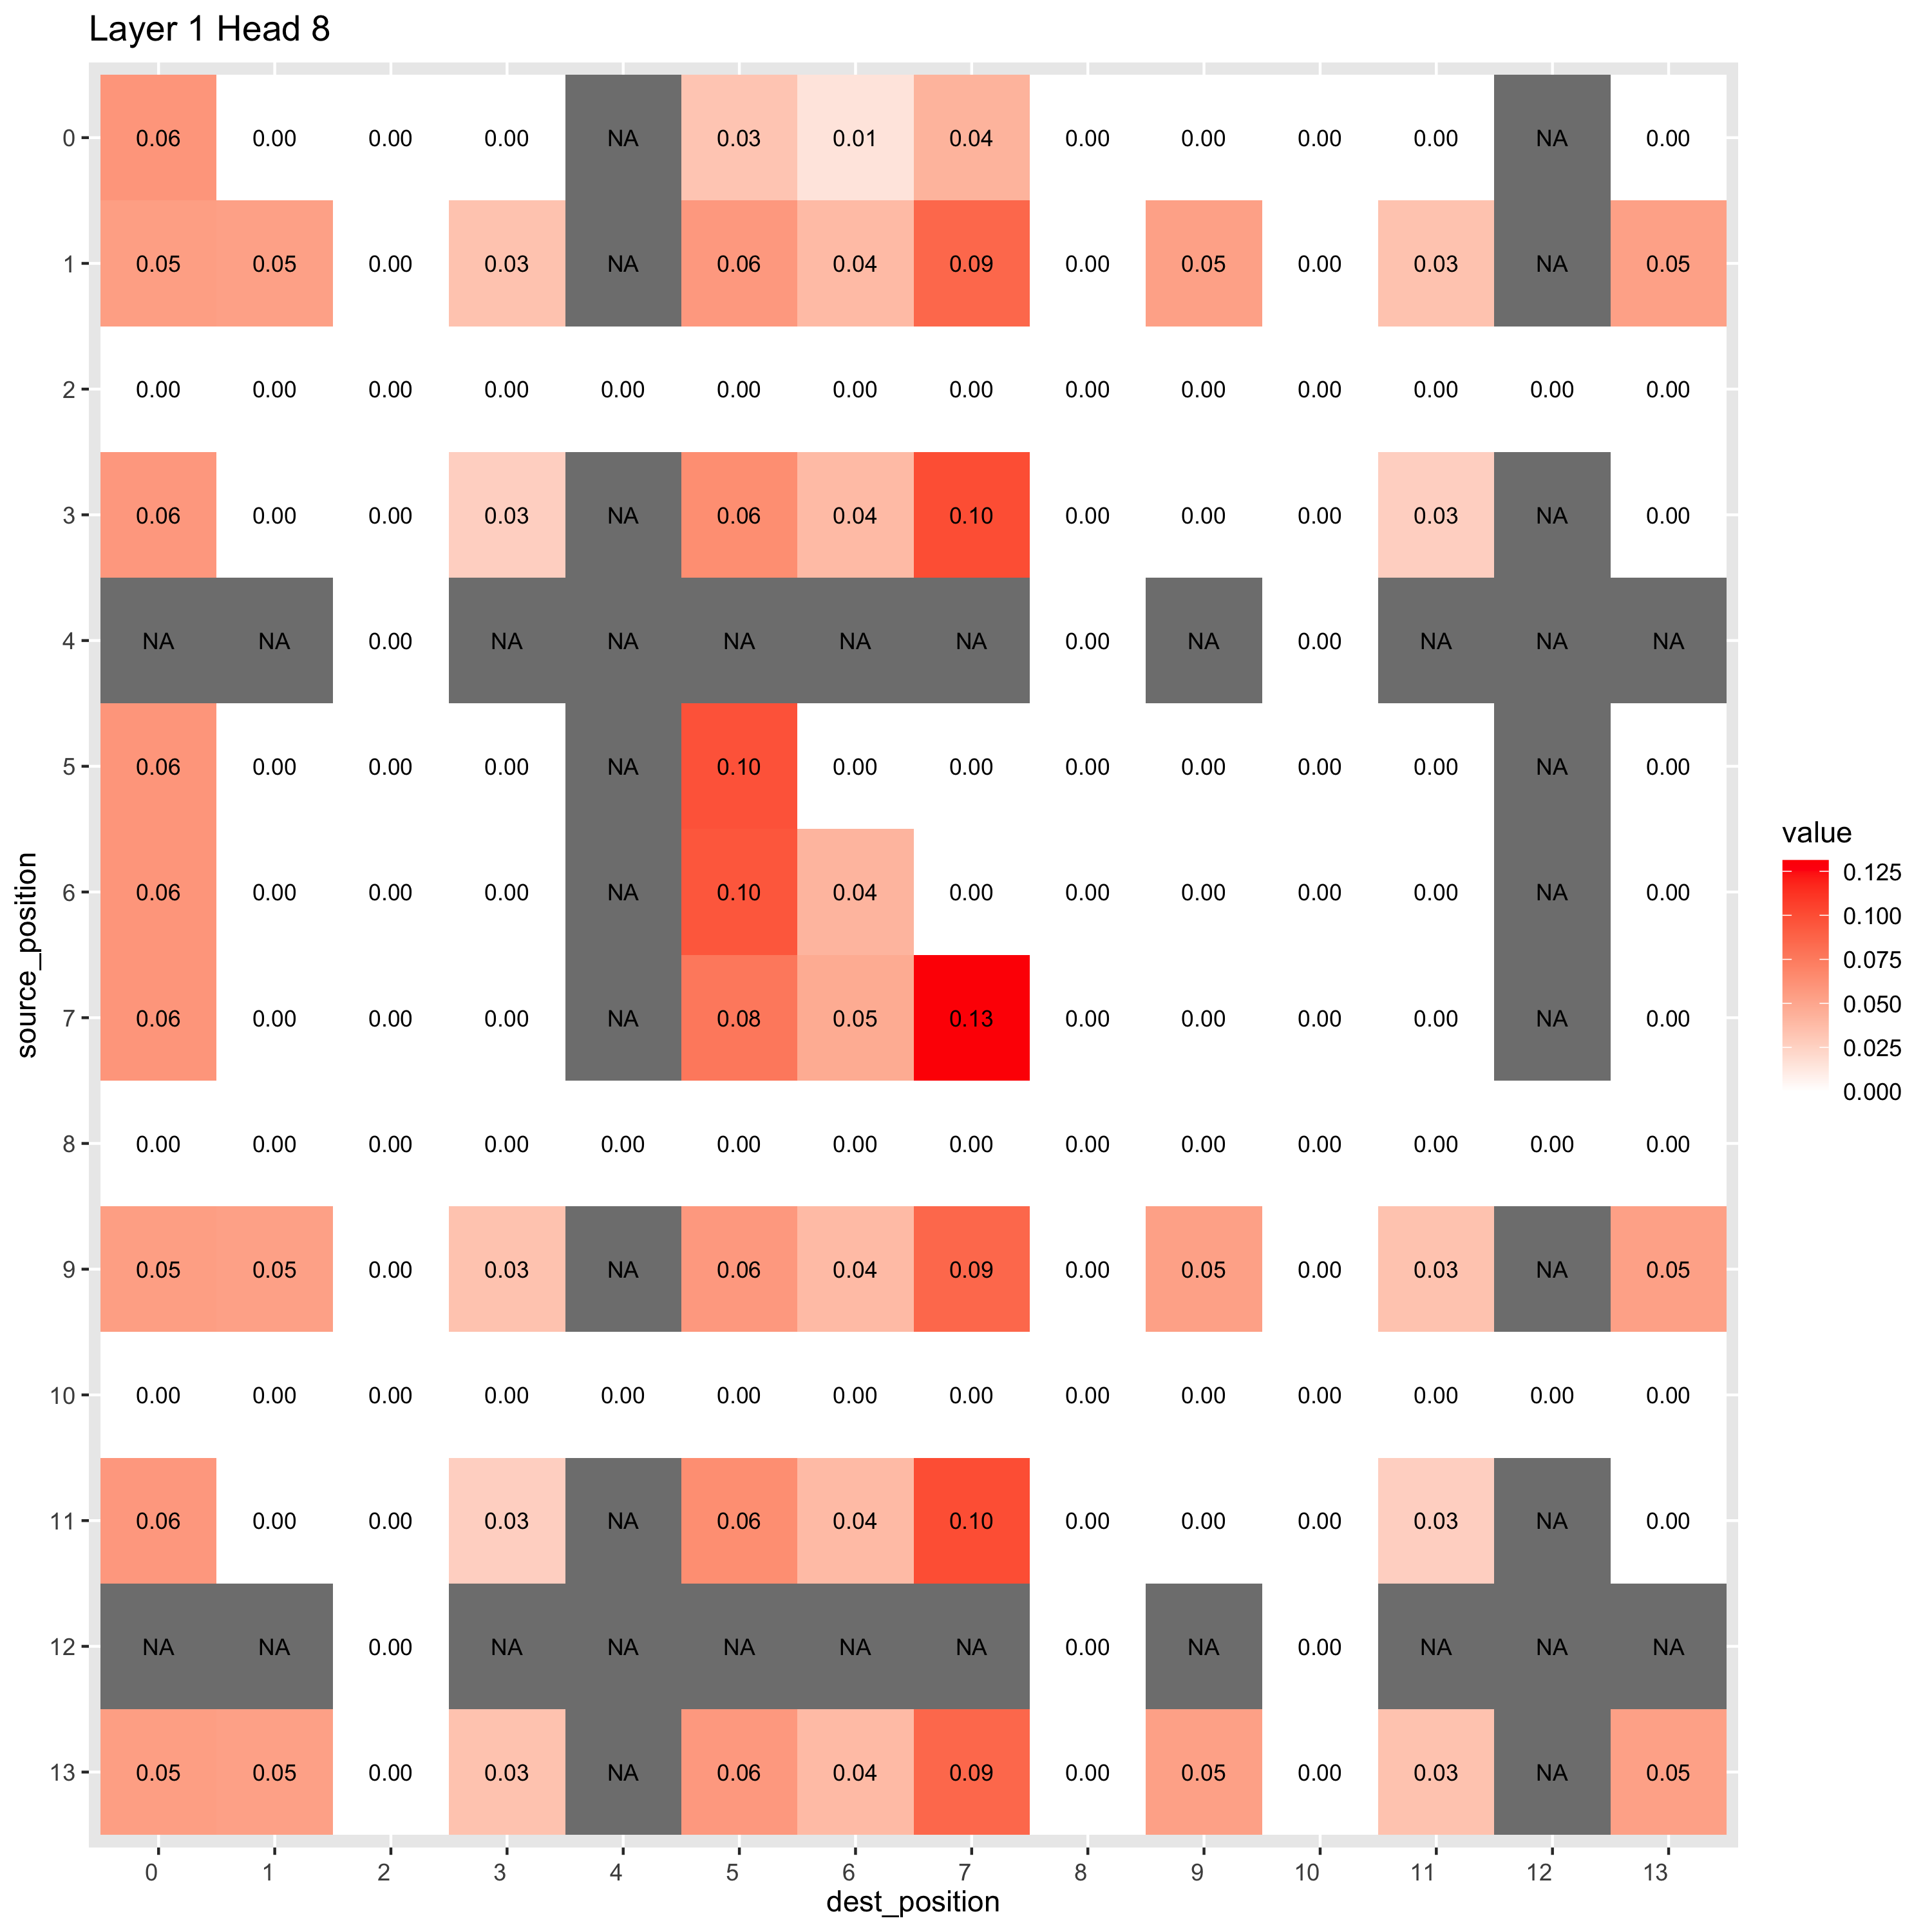 Layer 1 Head 8
0 0.06 0.00 0.00 0.00 NA 0.03 0.01 0.04 0.00 0.00 0.00 0.00 NA 0.00
1 0.05 0.05 0.00 0.03 NA 0.06 0.04 0.09 0.00 0.05 0.00 0.03 NA 0.05
2 0.00 0.00 0.00 0.00 0.00 0.00 0.00 0.00 0.00 0.00 0.00 0.00 0.00 0.00
3 0.06 0.00 0.00 0.03 NA 0.06 0.04 0.10 0.00 0.00 0.00 0.03 NA 0.00
4 NA NA 0.00 NA NA NA NA NA 0.00 NA 0.00 NA NA NA
5 0.06 0.00 0.00 0.00 NA 0.10 0.00 0.00 0.00 0.00 0.00 0.00 NA 0.00
6 0.06 0.00 0.00 0.00 NA 0.10 0.04 0.00 0.00 0.00 0.00 0.00 NA 0.00
7 0.06 0.00 0.00 0.00 NA 0.08 0.05 0.13 0.00 0.00 0.00 0.00 NA 0.00
8 0.00 0.00 0.00 0.00 0.00 0.00 0.00 0.00 0.00 0.00 0.00 0.00 0.00 0.00
9 0.05 0.05 0.00 0.03 NA 0.06 0.04 0.09 0.00 0.05 0.00 0.03 NA 0.05
10 0.00 0.00 0.00 0.00 0.00 0.00 0.00 0.00 0.00 0.00 0.00 0.00 0.00 0.00
11 0.06 0.00 0.00 0.03 NA 0.06 0.04 0.10 0.00 0.00 0.00 0.03 NA 0.00
12 NA NA 0.00 NA NA NA NA NA 0.00 NA 0.00 NA NA NA
13 0.05 0.05 0.00 0.03 NA 0.06 0.04 0.09 0.00 0.05 0.00 0.03 NA 0.05
0 1 2 3 4 5 6 7 8 9 10 11 12 13
dest_position
source_position
value
0.125
0.100
0.075
0.050
0.025
0.000